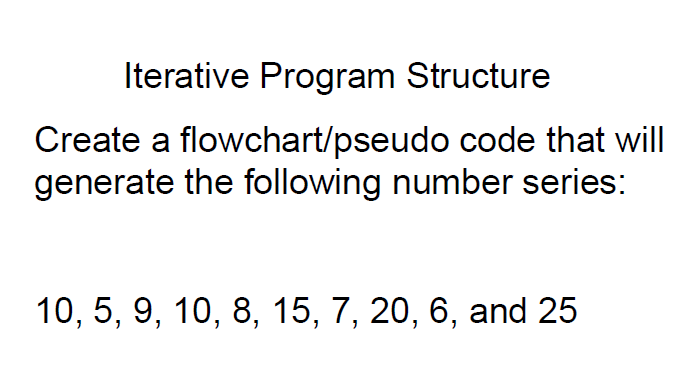 Iterative Program Structure
Create a flowchart/pseudo code that will
generate the following number series:
10, 5, 9, 10, 8, 15, 7, 20, 6, and 25